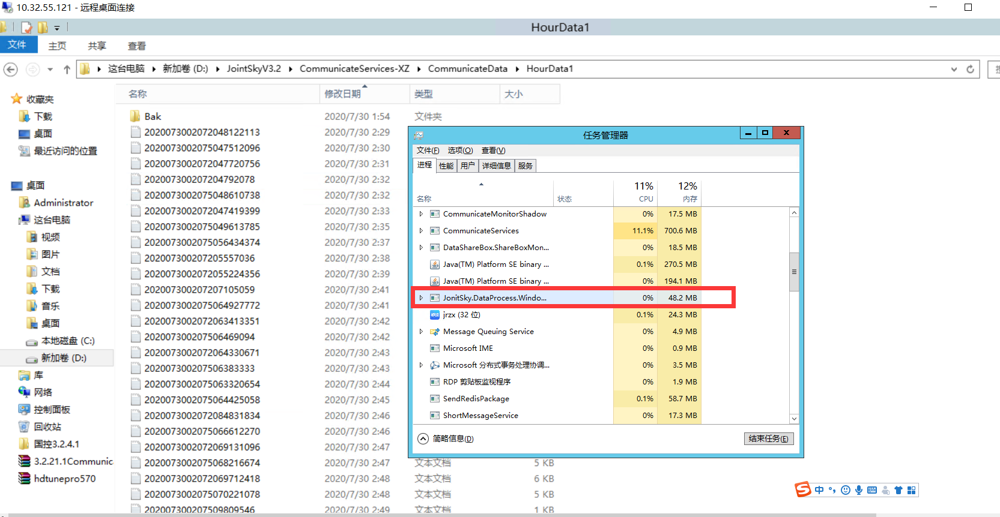 10.32.55.121 - 远程桌面连接
HourData1
文件 主页 共享 查看
这台电脑 新加卷 (D:) JointSkyV3.2 CommunicateServices-XZ CommunicateData HourData1
收藏夹
下载
桌面
最近访问的位置
桌面
Administrator
这台电脑
视频
图片
文档
下载
音乐
桌面
本地磁盘 (C:)
新加卷 (D:)
库
网络
控制面板
回收站
国控3.2.4.1
3.2.21.1Communic
hdtunepro570
名称 修改日期 类型 大小
Bak 2020/7/30 1:54 文件夹
2020073002072048122113 2020/7/30 2:29
2020073002075047512096 2020/7/30 2:30
2020073002072047720756 2020/7/30 2:31
202007300207204792078 2020/7/30 2:32
2020073002075048610738 2020/7/30 2:32
2020073002072047419399 2020/7/30 2:33
2020073002075049613785 2020/7/30 2:35
2020073002075056434374 2020/7/30 2:37
202007300207205557036 2020/7/30 2:38
2020073002072055224356 2020/7/30 2:39
202007300207207105059 2020/7/30 2:41
2020073002075064927772 2020/7/30 2:41
2020073002072063413351 2020/7/30 2:42
202007300207506469094 2020/7/30 2:42
2020073002072064330671 2020/7/30 2:43
202007300207506383333 2020/7/30 2:43
2020073002075063320654 2020/7/30 2:44
2020073002075064425058 2020/7/30 2:45
2020073002072084831834 2020/7/30 2:46
2020073002075066612270 2020/7/30 2:46
2020073002072069131096 2020/7/30 2:47
2020073002075068216674 2020/7/30 2:47 文本文档 5 KB
2020073002072069712418 2020/7/30 2:48 文本文档 6 KB
2020073002075070221078 2020/7/30 2:48 文本文档 5 KB
202007300207509809546 2020/7/30 2:49 文本文档 1 KB
任务管理器
文件(F) 选项(O) 查看(V)
进程 性能 用户 详细信息 服务
11% 12%
名称 状态 CPU 内存
CommunicateMonitorShadow 0% 17.5 MB
CommunicateServices 11.1% 700.6 MB
DataShareBox.ShareBoxMon... 0% 18.5 MB
Java(TM) Platform SE binary ... 0.1% 270.5 MB
Java(TM) Platform SE binary ... 0% 194.1 MB
JonitSky.DataProcess.Windo... 0% 48.2 MB
jrzx (32 位) 0.1% 24.3 MB
Message Queuing Service 0% 4.9 MB
Microsoft IME 0% 0.9 MB
Microsoft 分布式事务处理协调... 0% 3.5 MB
RDP 剪贴板监视程序 0% 1.9 MB
SendRedisPackage 0.1% 58.7 MB
ShortMessageService 0% 17.3 MB
简略信息(D) 结束任务(E)
中